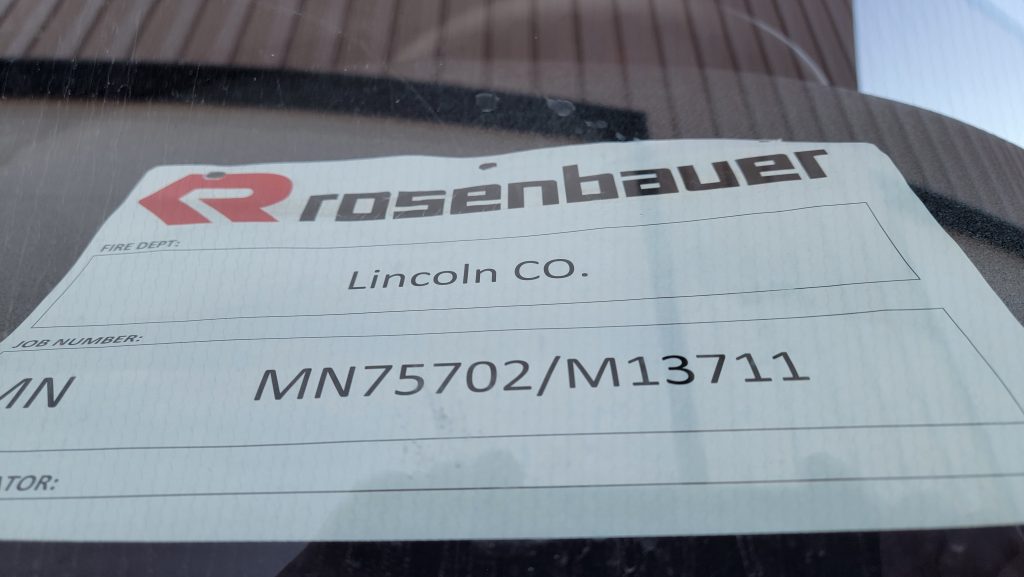 R rosenbauer
FIRE DEPT:
Lincoln CO.
JOB NUMBER:
MN MN75702/M13711
ATOR: